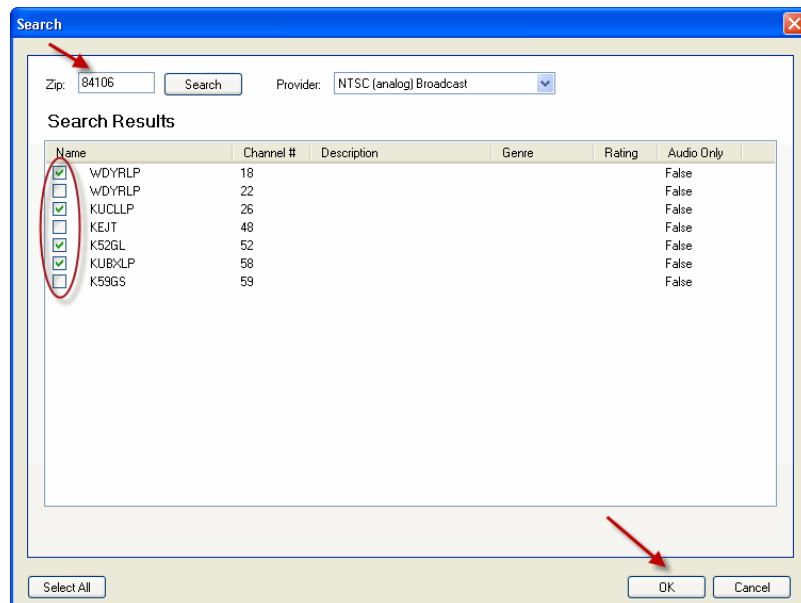 Search
Zip: 84106 Search Provider: NTSC (analog) Broadcast
Search Results
Name Channel # Description Genre Rating Audio Only
WDYRLP 18 False
WDYRLP 22 False
KUCLLP 26 False
KEJT 48 False
K52GL 52 False
KUBXLP 58 False
K59GS 59 False
Select All OK Cancel